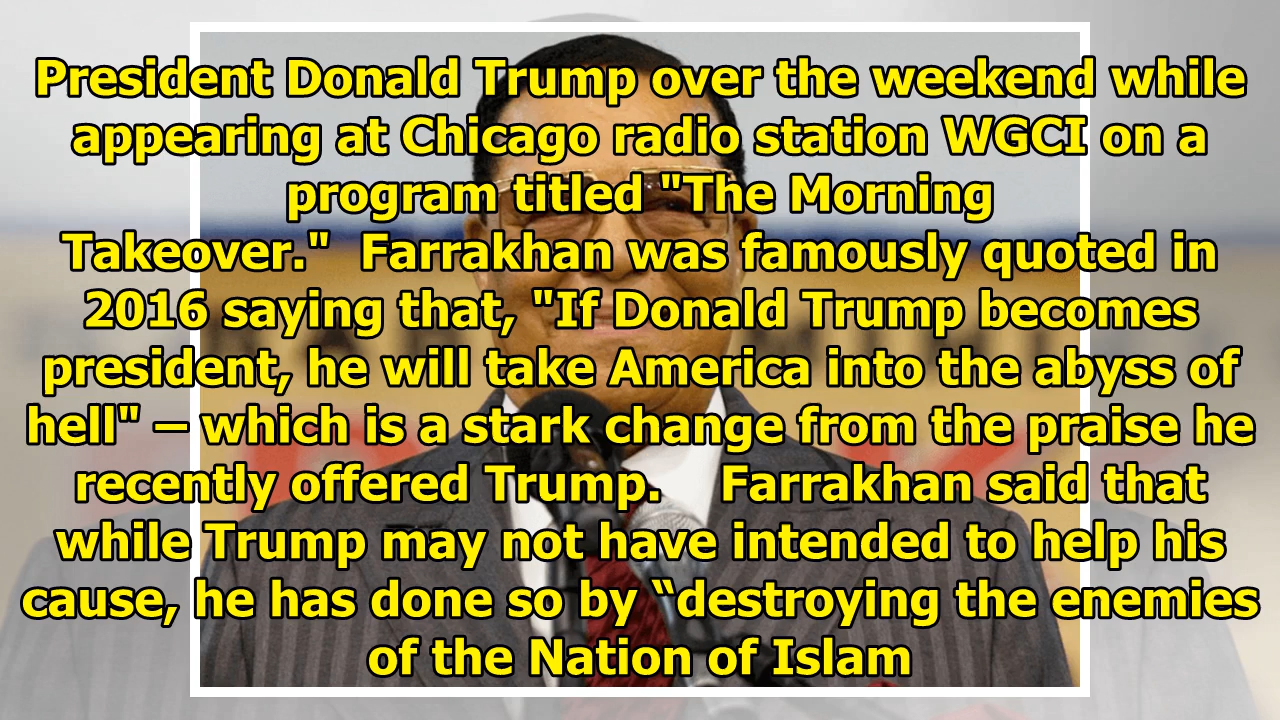 President Donald Trump over the weekend while
appearing at Chicago radio station WGCI on a
program titled "The Morning
Takeover."  Farrakhan was famously quoted in
2016 saying that, "If Donald Trump becomes
president, he will take America into the abyss of
hell" – which is a stark change from the praise he
recently offered Trump.    Farrakhan said that
while Trump may not have intended to help his
cause, he has done so by “destroying the enemies
of the Nation of Islam